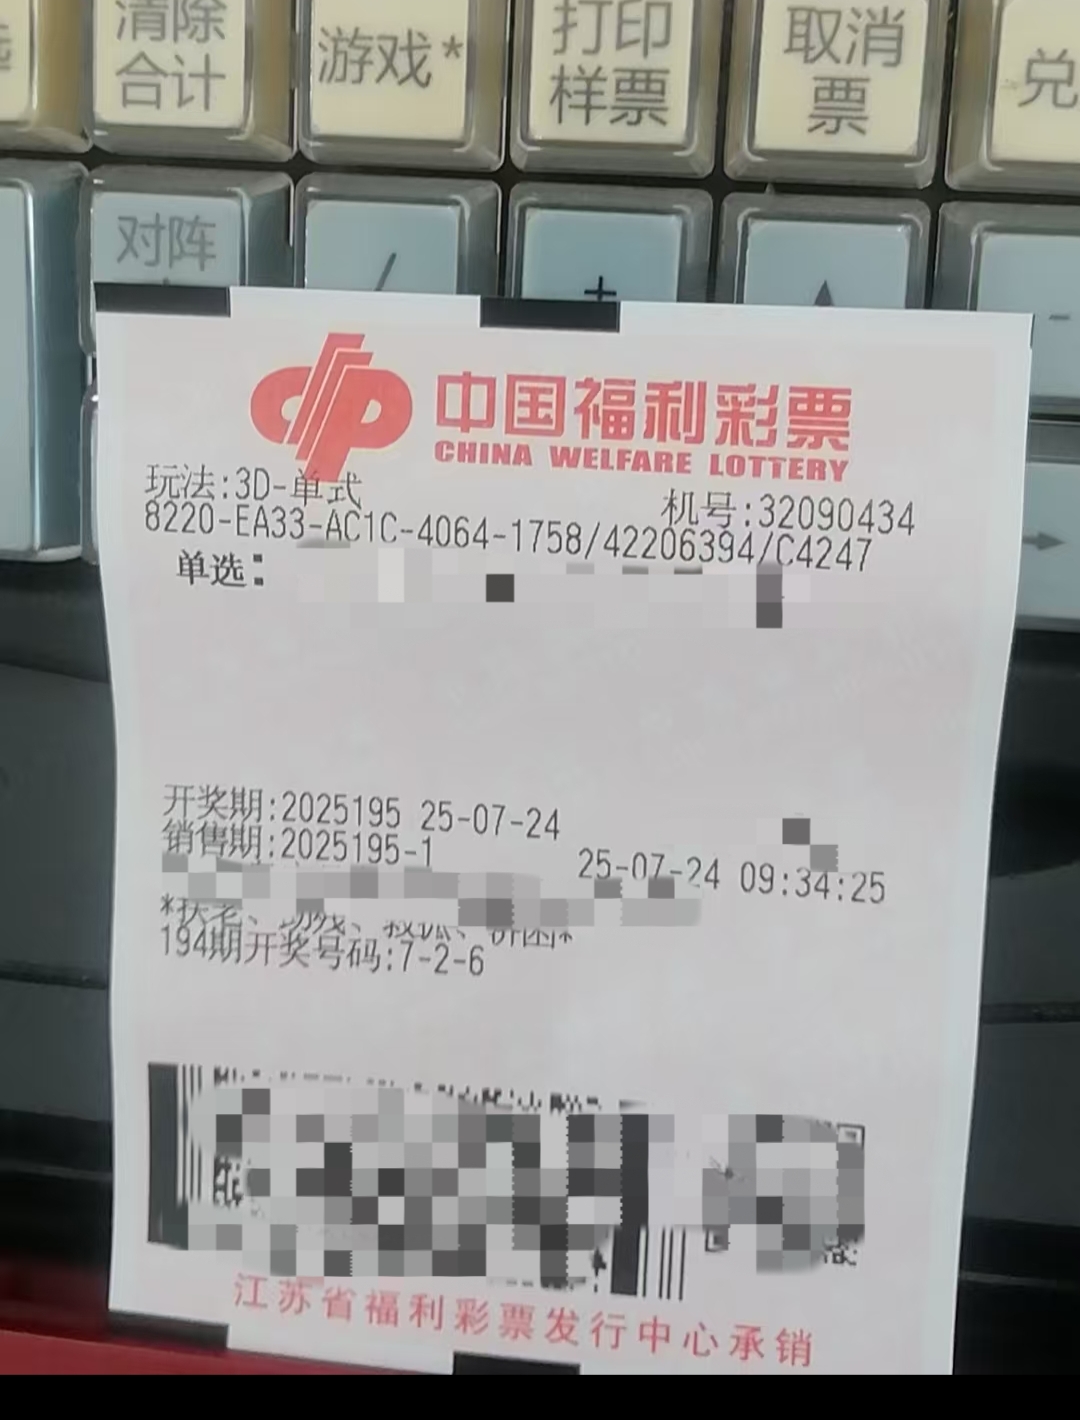 清除
合计
游戏*
打印
样票
取消
票
兑
对阵
/
+
-
中国福利彩票
CHINA WELFARE LOTTERY
玩法:3D-单式
机号:32090434
8220-EA33-AC1C-4064-1758/42206394/C4247
单选:
开奖期:2025195 25-07-24
销售期:2025195-1
25-07-24 09:34:25
194期开奖号码:7-2-6
江苏省福利彩票发行中心承销